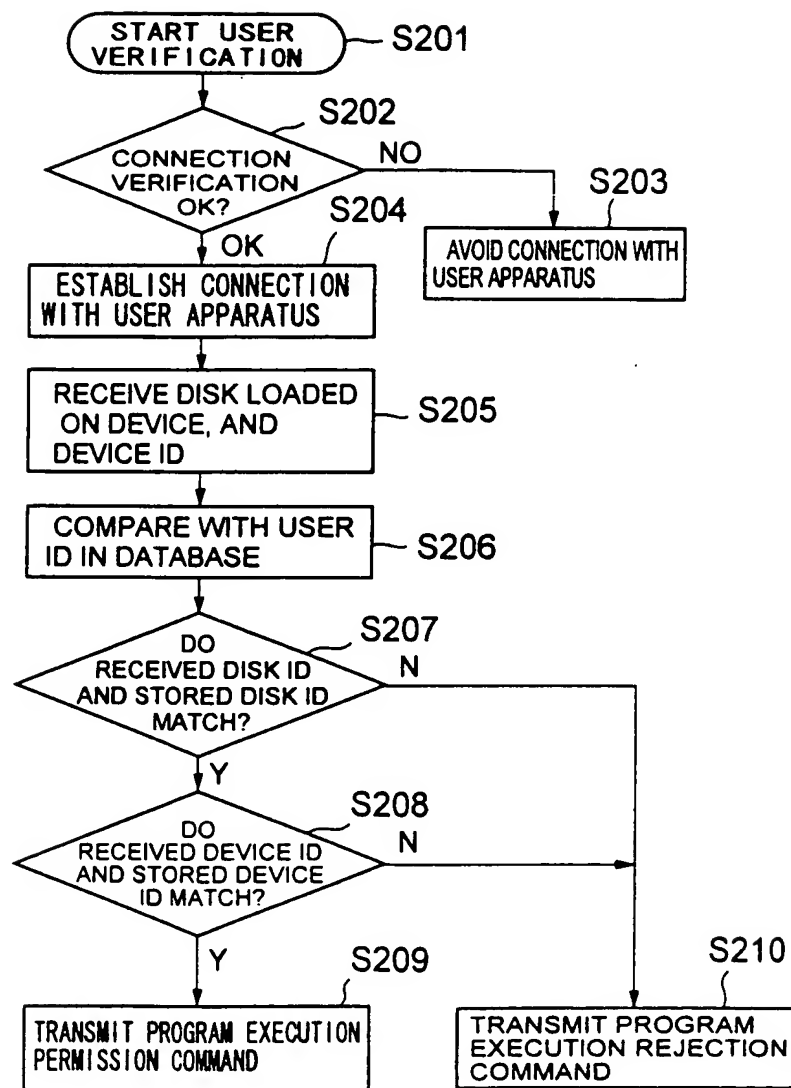 START USER
VERIFICATION
S201
S202
CONNECTION
VERIFICATION
OK?
NO
S203
AVOID CONNECTION WITH
USER APPARATUS
OK
S204
ESTABLISH CONNECTION
WITH USER APPARATUS
RECEIVE DISK LOADED
ON DEVICE, AND
DEVICE ID
S205
COMPARE WITH USER
ID IN DATABASE
S206
S207
DO
RECEIVED DISK ID
AND STORED DISK ID
MATCH?
N
Y
S208
DO
RECEIVED DEVICE ID
AND STORED DEVICE
ID MATCH?
N
Y
S209
TRANSMIT PROGRAM EXECUTION
PERMISSION COMMAND
S210
TRANSMIT PROGRAM
EXECUTION REJECTION
COMMAND